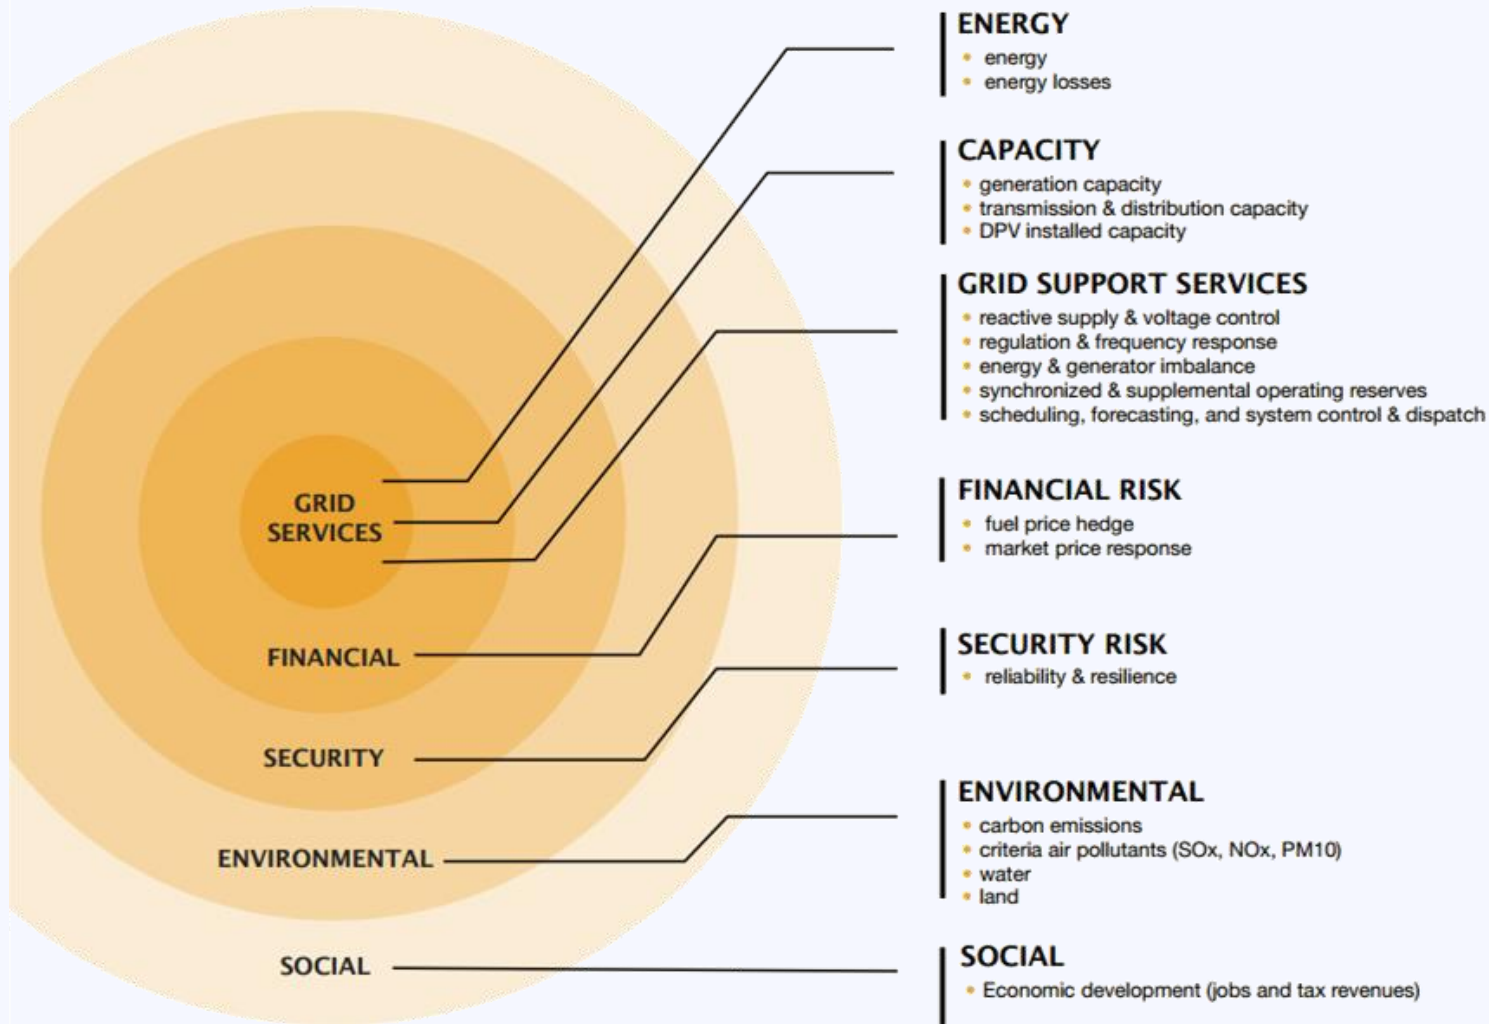 ENERGY
• energy
• energy losses
CAPACITY
• generation capacity
• transmission & distribution capacity
• DPV installed capacity
GRID SUPPORT SERVICES
• reactive supply & voltage control
• regulation & frequency response
• energy & generator imbalance
• synchronized & supplemental operating reserves
• scheduling, forecasting, and system control & dispatch
GRID
SERVICES
FINANCIAL RISK
• fuel price hedge
• market price response
FINANCIAL
SECURITY RISK
• reliability & resilience
SECURITY
ENVIRONMENTAL
• carbon emissions
• criteria air pollutants (SOx, NOx, PM10)
• water
• land
ENVIRONMENTAL
SOCIAL
• Economic development (jobs and tax revenues)
SOCIAL